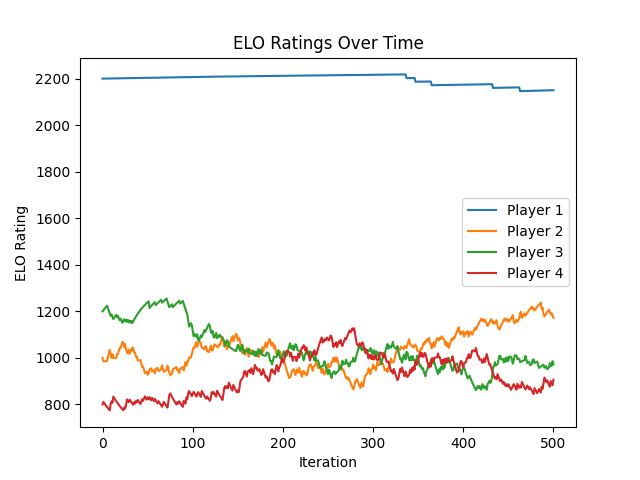 ELO Ratings Over Time
ELO Rating
2200
2000
1800
1600
1400
1200
1000
800
Player 1
Player 2
Player 3
Player 4
0 100 200 300 400 500
Iteration